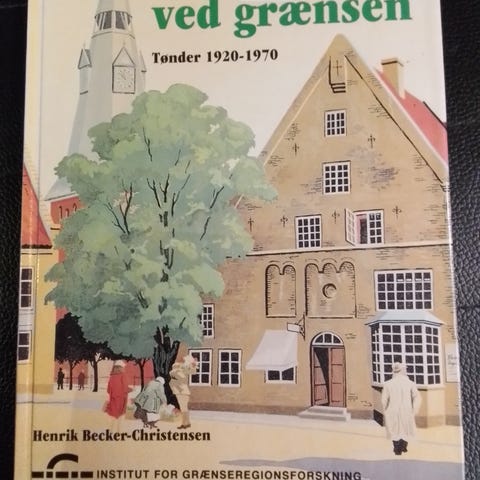 ved grænsen
Tønder 1920-1970
Henrik Becker-Christensen
INSTITUT FOR GRÆNSEREGIONSFORSKNING